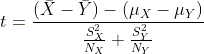 t = \frac{(\bar{X} - \bar{Y}) - (\mu_X - \mu_Y)}{\frac{S_X^2}{N_X} + \frac{S_Y^2}{N_Y}}